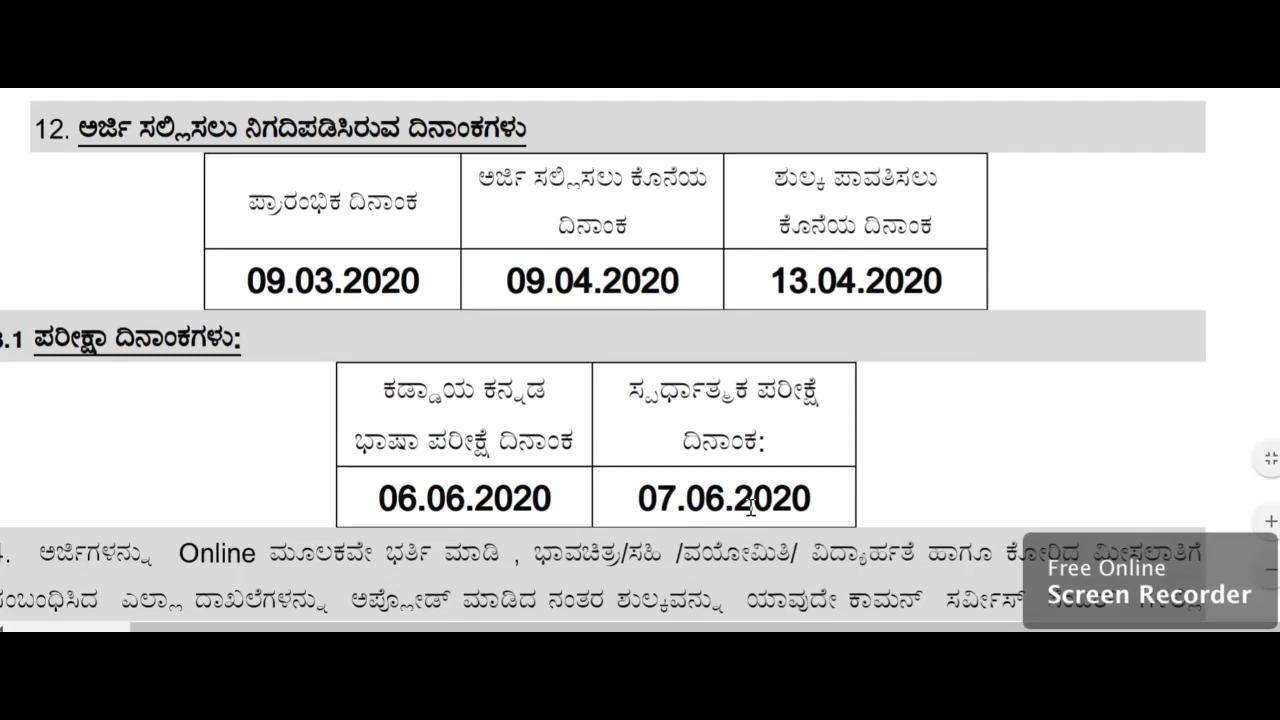 12. ಅರ್ಜಿ ಸಲ್ಲಿಸಲು ನಿಗದಿಪಡಿಸಿರುವ ದಿನಾಂಕಗಳು
ಪ್ರಾರಂಭಿಕ ದಿನಾಂಕ
ಅರ್ಜಿ ಸಲ್ಲಿಸಲು ಕೊನೆಯ
ದಿನಾಂಕ
ಶುಲ್ಕ ಪಾವತಿಸಲು
ಕೊನೆಯ ದಿನಾಂಕ
09.03.2020 09.04.2020 13.04.2020
.1 ಪರೀಕ್ಷಾ ದಿನಾಂಕಗಳು:
ಕಡ್ಡಾಯ ಕನ್ನಡ
ಭಾಷಾ ಪರೀಕ್ಷೆ ದಿನಾಂಕ
ಸ್ಪರ್ಧಾತ್ಮಕ ಪರೀಕ್ಷೆ
ದಿನಾಂಕ:
06.06.2020 07.06.2020
. ಅರ್ಜಿಗಳನ್ನು Online ಮೂಲಕವೇ ಭರ್ತಿ ಮಾಡಿ , ಭಾವಚಿತ್ರ/ಸಹಿ /ವಯೋಮಿತಿ/ ವಿದ್ಯಾರ್ಹತೆ ಹಾಗೂ ಕೋರಿದ ಮೀಸಲಾತಿಗೆ
ಎಲ್ಲಾ ದಾಖಲೆಗಳನ್ನು ಅಪ್ಲೋಡ್ ಮಾಡಿದ ನಂತರ ಶುಲ್ಕವನ್ನು ಯಾವುದೇ ಕಾಮನ್ ಸರ್ವೀಸ್
Free Online
Screen Recorder